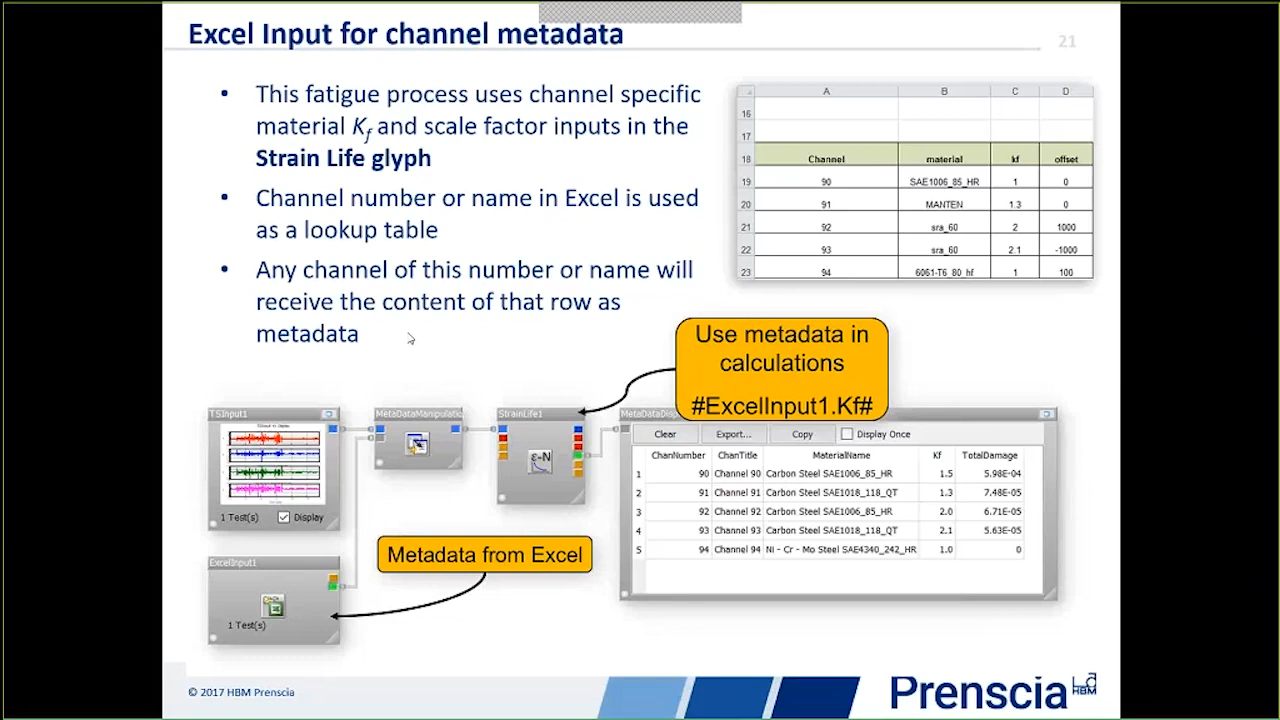 Excel Input for channel metadata
21
• This fatigue process uses channel specific
material Kf and scale factor inputs in the
Strain Life glyph
• Channel number or name in Excel is used
as a lookup table
• Any channel of this number or name will
receive the content of that row as
metadata
A B C D
16
17
18 Channel material kf offset
19 90 SAE1006_85_HR 1 0
20 91 MANTEN 1.3 0
21 92 sra_60 2 1000
22 93 sra_60 2.1 -1000
23 94 6061-T6_80_hf 1 100
Use metadata in
calculations
#ExcelInput1.Kf#
TSInput1
1 Test(s) Display
MetaDataManipulatio
StrainLife1
ε-N
MetaDataDisp
Clear Export... Copy Display Once
ChanNumber ChanTitle MaterialName Kf TotalDamage
1 90 Channel 90 Carbon Steel SAE1006_85_HR 1.5 5.98E-04
2 91 Channel 91 Carbon Steel SAE1018_118_QT 1.3 7.48E-05
3 92 Channel 92 Carbon Steel SAE1006_85_HR 2.0 6.71E-05
4 93 Channel 93 Carbon Steel SAE1018_118_QT 2.1 5.63E-05
5 94 Channel 94 Ni - Cr - Mo Steel SAE4340_242_HR 1.0 0
Metadata from Excel
ExcelInput1
1 Test(s)
© 2017 HBM Prenscia
Prenscia
HBM